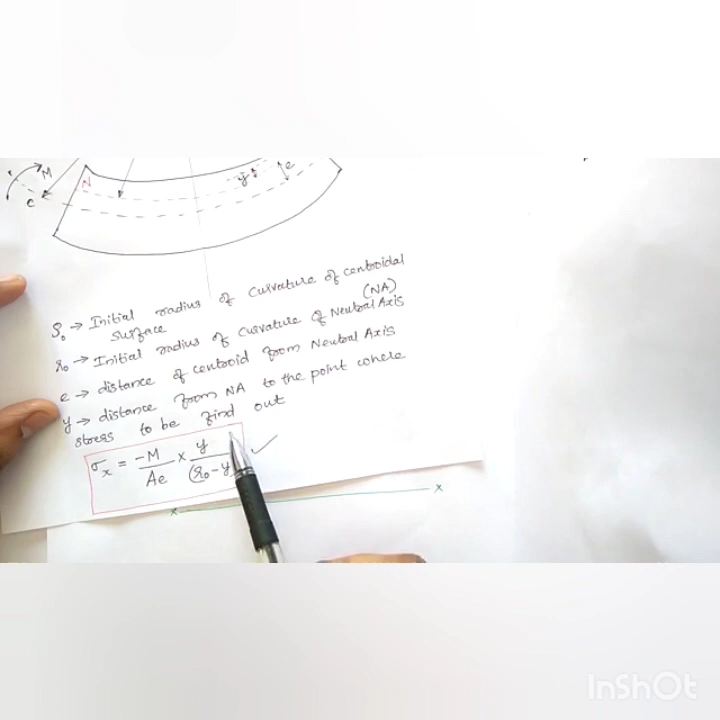 M
N
y
e
c
ρ₀ → Initial radius of curvature of centroidal
surface
(NA)
r₀ → Initial radius of curvature of Neutral Axis
e → distance of centroid from Neutral Axis
y → distance from NA to the point where
stress to be find out
σx = -M/Ae × y/(r₀-y
x x
InShOt